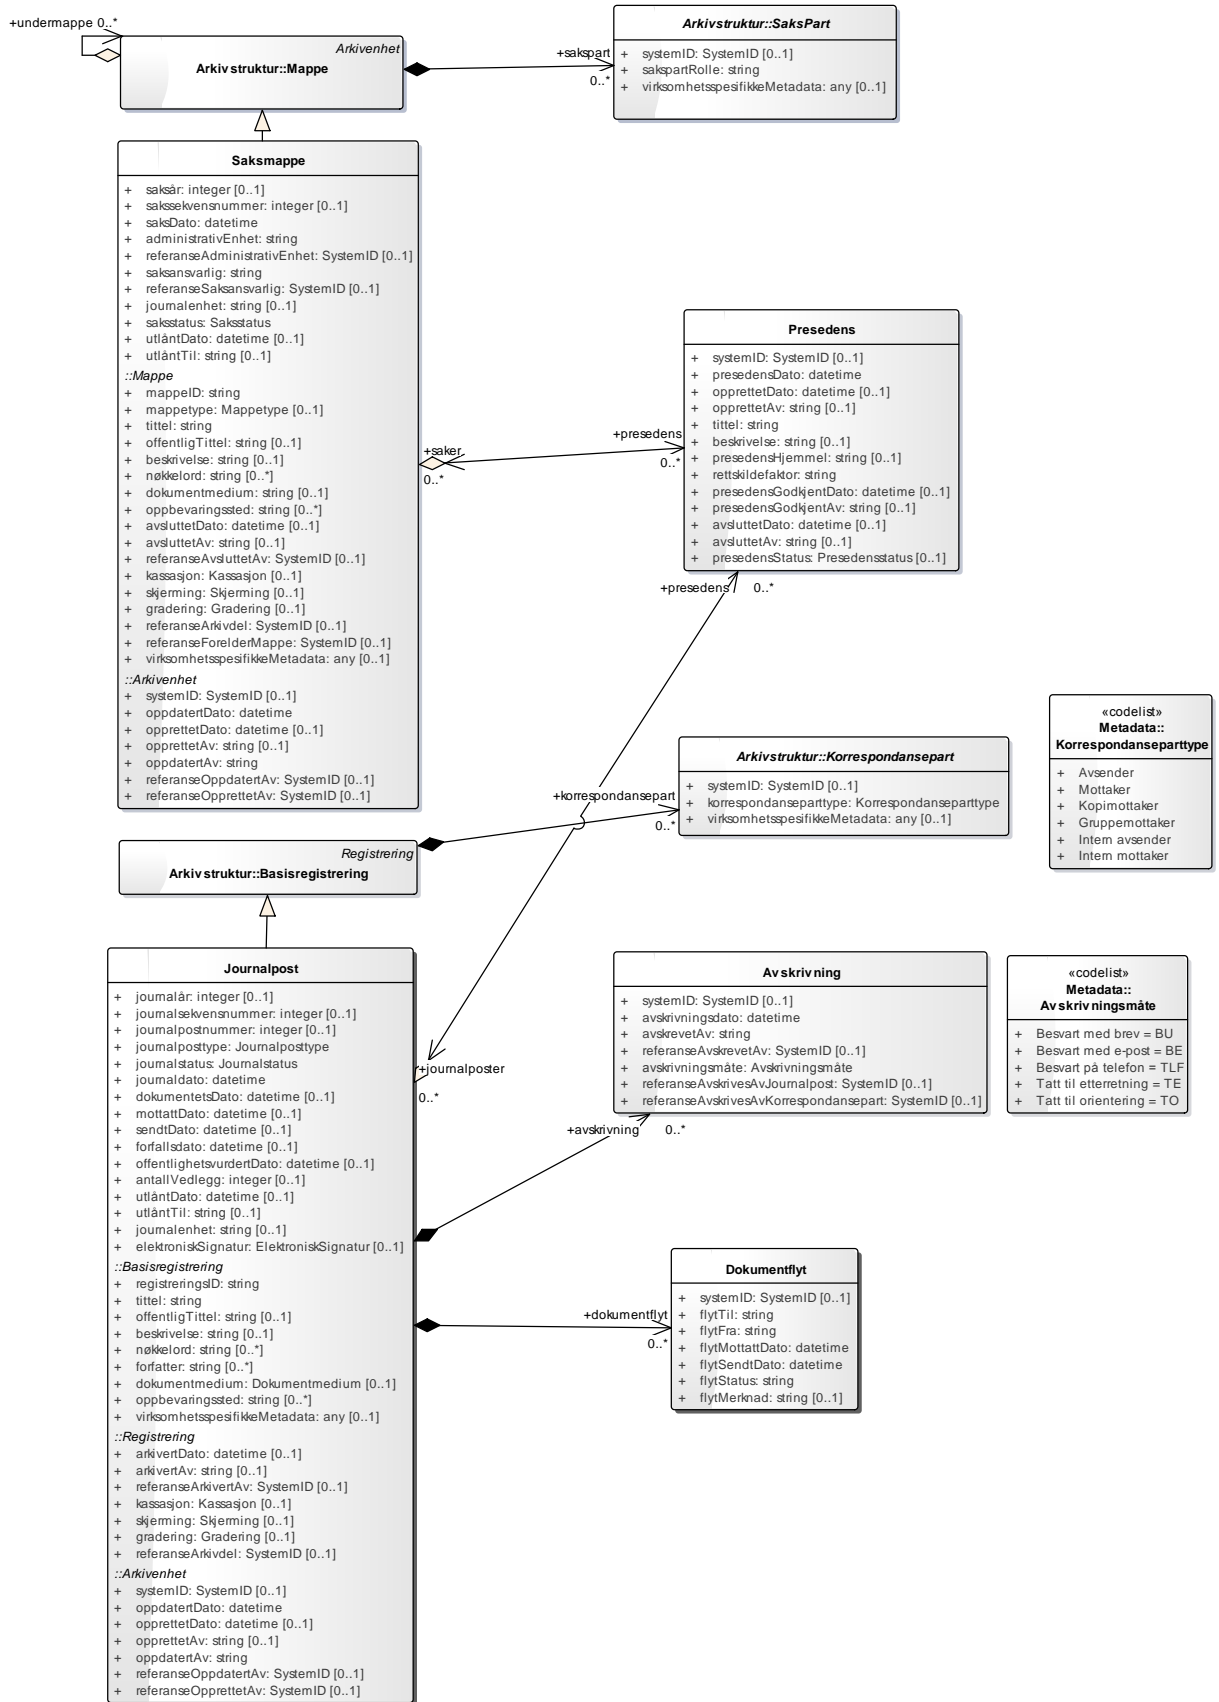 +undermappe 0..*
Arkivenhet
Arkivstruktur::Mappe
+sakspart
0..*
Arkivstruktur::SaksPart
+ systemID: SystemID [0..1]
+ sakspartRolle: string
+ virksomhetsspesifikkeMetadata: any [0..1]
Saksmappe
+ saksår: integer [0..1]
+ sakssekvensnummer: integer [0..1]
+ saksDato: datetime
+ administrativEnhet: string
+ referanseAdministrativEnhet: SystemID [0..1]
+ saksansvarlig: string
+ referanseSaksansvarlig: SystemID [0..1]
+ journalenhet: string [0..1]
+ saksstatus: Saksstatus
+ utlåntDato: datetime [0..1]
+ utlåntTil: string [0..1]
::Mappe
+ mappeID: string
+ mappetype: Mappetype [0..1]
+ tittel: string
+ offentligTittel: string [0..1]
+ beskrivelse: string [0..1]
+ nøkkelord: string [0..*]
+ dokumentmedium: string [0..1]
+ oppbevaringssted: string [0..*]
+ avsluttetDato: datetime [0..1]
+ avsluttetAv: string [0..1]
+ referanseAvsluttetAv: SystemID [0..1]
+ kassasjon: Kassasjon [0..1]
+ skjerming: Skjerming [0..1]
+ gradering: Gradering [0..1]
+ referanseArkivdel: SystemID [0..1]
+ referanseForelderMappe: SystemID [0..1]
+ virksomhetsspesifikkeMetadata: any [0..1]
::Arkivenhet
+ systemID: SystemID [0..1]
+ oppdatertDato: datetime
+ opprettetDato: datetime [0..1]
+ opprettetAv: string [0..1]
+ oppdatertAv: string
+ referanseOppdatertAv: SystemID [0..1]
+ referanseOpprettetAv: SystemID [0..1]
+saker
0..*
+presedens
0..*
Presedens
+ systemID: SystemID [0..1]
+ presedensDato: datetime
+ opprettetDato: datetime [0..1]
+ opprettetAv: string [0..1]
+ tittel: string
+ beskrivelse: string [0..1]
+ presedensHjemmel: string [0..1]
+ rettskildefaktor: string
+ presedensGodkjentDato: datetime [0..1]
+ presedensGodkjentAv: string [0..1]
+ avsluttetDato: datetime [0..1]
+ avsluttetAv: string [0..1]
+ presedensStatus: Presedensstatus [0..1]
+presedens
0..*
«codelist»
Metadata::
Korrespondanseparttype
+ Avsender
+ Mottaker
+ Kopimottaker
+ Gruppemottaker
+ Intern avsender
+ Intern mottaker
Arkivstruktur::Korrespondansepart
+ systemID: SystemID [0..1]
+ korrespondanseparttype: Korrespondanseparttype
+ virksomhetsspesifikkeMetadata: any [0..1]
+korrespondansepart
0..*
Registrering
Arkivstruktur::Basisregistrering
Journalpost
+ journalår: integer [0..1]
+ journalsekvensnummer: integer [0..1]
+ journalpostnummer: integer [0..1]
+ journalposttype: Journalposttype
+ journalstatus: Journalstatus
+ journaldato: datetime
+ dokumentetsDato: datetime [0..1]
+ mottattDato: datetime [0..1]
+ sendtDato: datetime [0..1]
+ forfallsdato: datetime [0..1]
+ offentlighetsvurdertDato: datetime [0..1]
+ antallVedlegg: integer [0..1]
+ utlåntDato: datetime [0..1]
+ utlåntTil: string [0..1]
+ journalenhet: string [0..1]
+ elektroniskSignatur: ElektroniskSignatur [0..1]
::Basisregistrering
+ registreringsID: string
+ tittel: string
+ offentligTittel: string [0..1]
+ beskrivelse: string [0..1]
+ nøkkelord: string [0..*]
+ forfatter: string [0..*]
+ dokumentmedium: Dokumentmedium [0..1]
+ oppbevaringssted: string [0..*]
+ virksomhetsspesifikkeMetadata: any [0..1]
::Registrering
+ arkivertDato: datetime [0..1]
+ arkivertAv: string [0..1]
+ referanseArkivertAv: SystemID [0..1]
+ kassasjon: Kassasjon [0..1]
+ skjerming: Skjerming [0..1]
+ gradering: Gradering [0..1]
+ referanseArkivdel: SystemID [0..1]
::Arkivenhet
+ systemID: SystemID [0..1]
+ oppdatertDato: datetime
+ opprettetDato: datetime [0..1]
+ opprettetAv: string [0..1]
+ oppdatertAv: string
+ referanseOppdatertAv: SystemID [0..1]
+ referanseOpprettetAv: SystemID [0..1]
+journalposter
0..*
Avskrivning
+ systemID: SystemID [0..1]
+ avskrivningsdato: datetime
+ avskrevetAv: string
+ referanseAvskrevetAv: SystemID [0..1]
+ avskrivningsmåte: Avskrivningsmåte
+ referanseAvskrivesAvJournalpost: SystemID [0..1]
+ referanseAvskrivesAvKorrespondansepart: SystemID [0..1]
+avskrivning
0..*
«codelist»
Metadata::
Avskrivningsmåte
+ Besvart med brev = BU
+ Besvart med e-post = BE
+ Besvart på telefon = TLF
+ Tatt til etterretning = TE
+ Tatt til orientering = TO
+dokumentflyt
0..*
Dokumentflyt
+ systemID: SystemID [0..1]
+ flytTil: string
+ flytFra: string
+ flytMottattDato: datetime
+ flytSendtDato: datetime
+ flytStatus: string
+ flytMerknad: string [0..1]